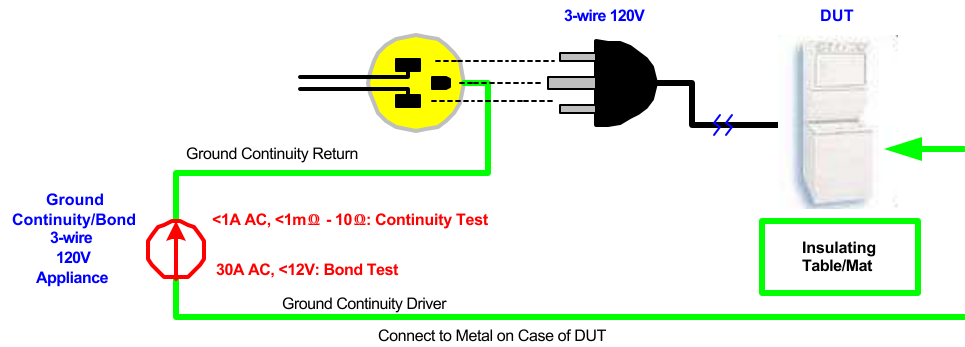 3-wire 120V
DUT
Ground Continuity Return
Ground
Continuity/Bond
3-wire
120V
Appliance
<1A AC, <1mΩ - 10Ω: Continuity Test
30A AC, <12V: Bond Test
Insulating
Table/Mat
Ground Continuity Driver
Connect to Metal on Case of DUT